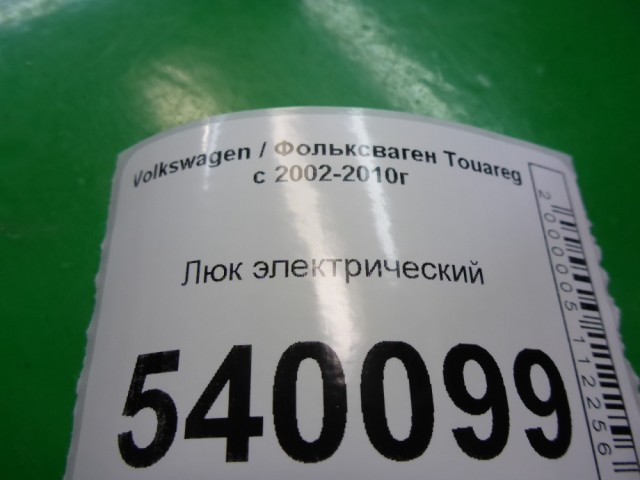 Volkswagen / Фольксваген Touareg
с 2002-2010г
Люк электрический
540099
2000005112256